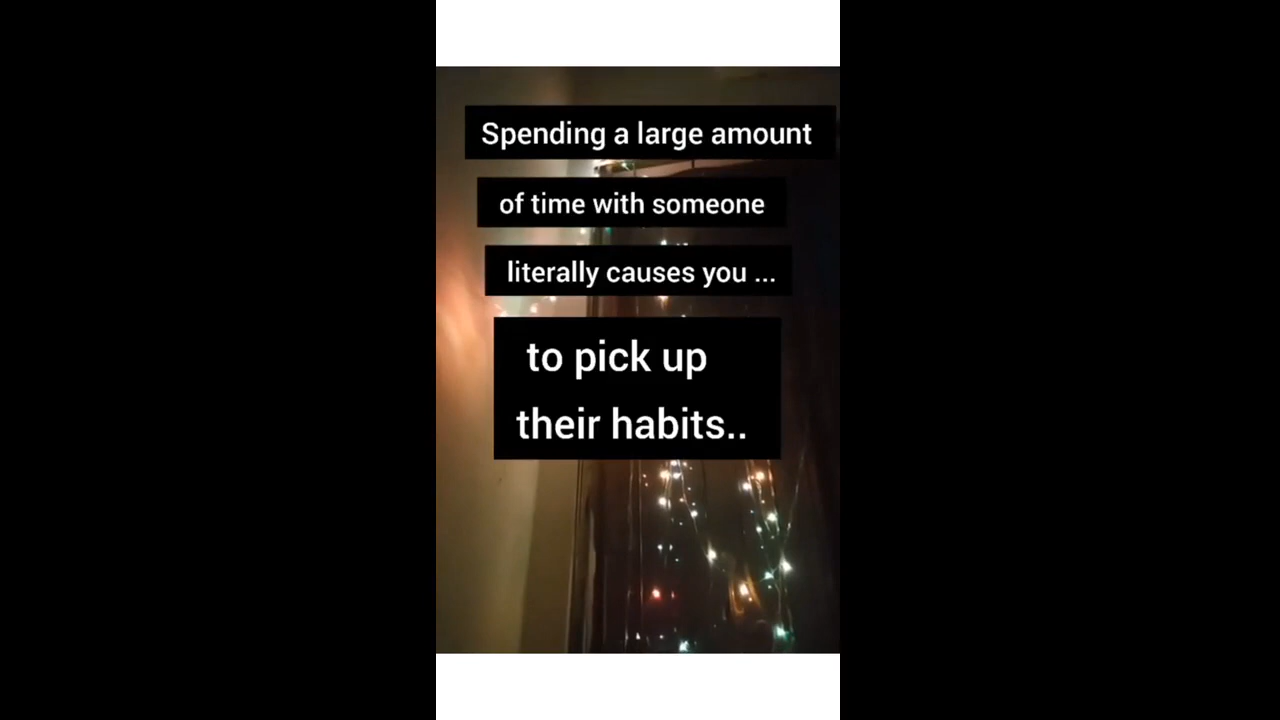 Spending a large amount
of time with someone
literally causes you ...
to pick up
their habits..